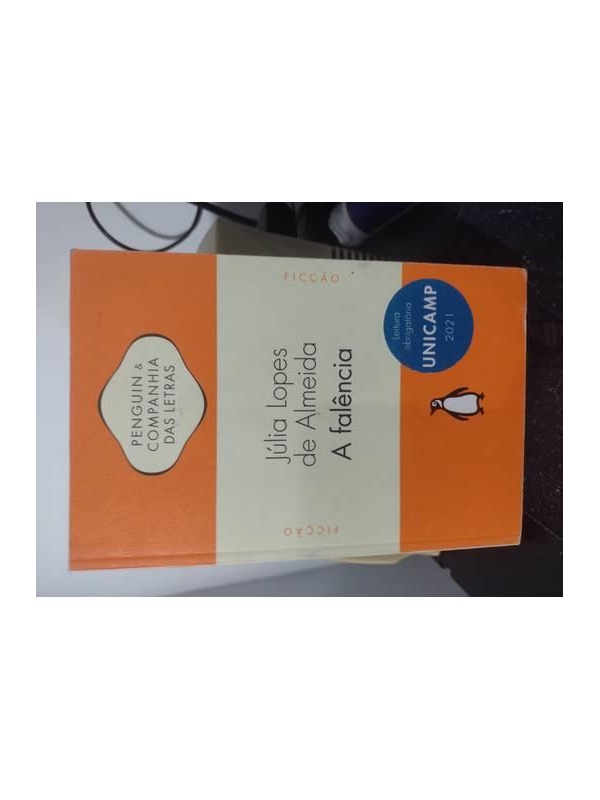 PENGUIN &
COMPANHIA
DAS LETRAS
FICÇÃO
FICÇÃO
Júlia Lopes
de Almeida
A falência
Leitura
obrigatória
UNICAMP
2021